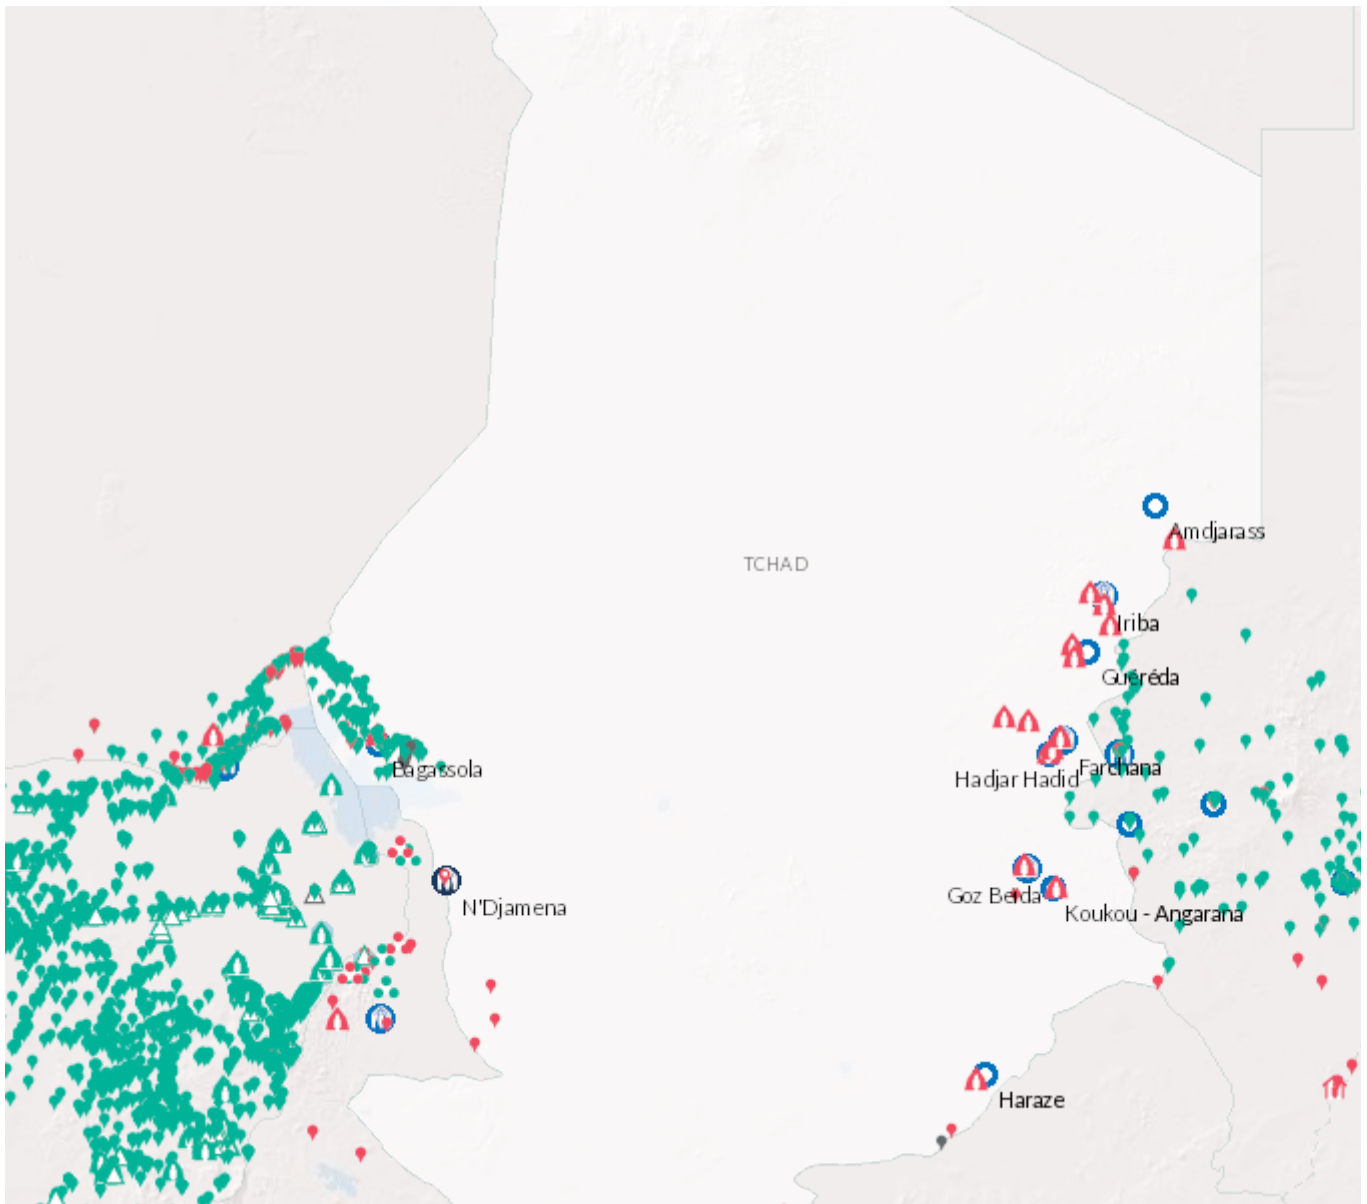 Amdjarass
TCHAD
Iriba
Guéréda
Bagassola
Farchana
Hadjar Hadid
N'Djamena
Goz Beida
Koukou - Angarana
Haraze